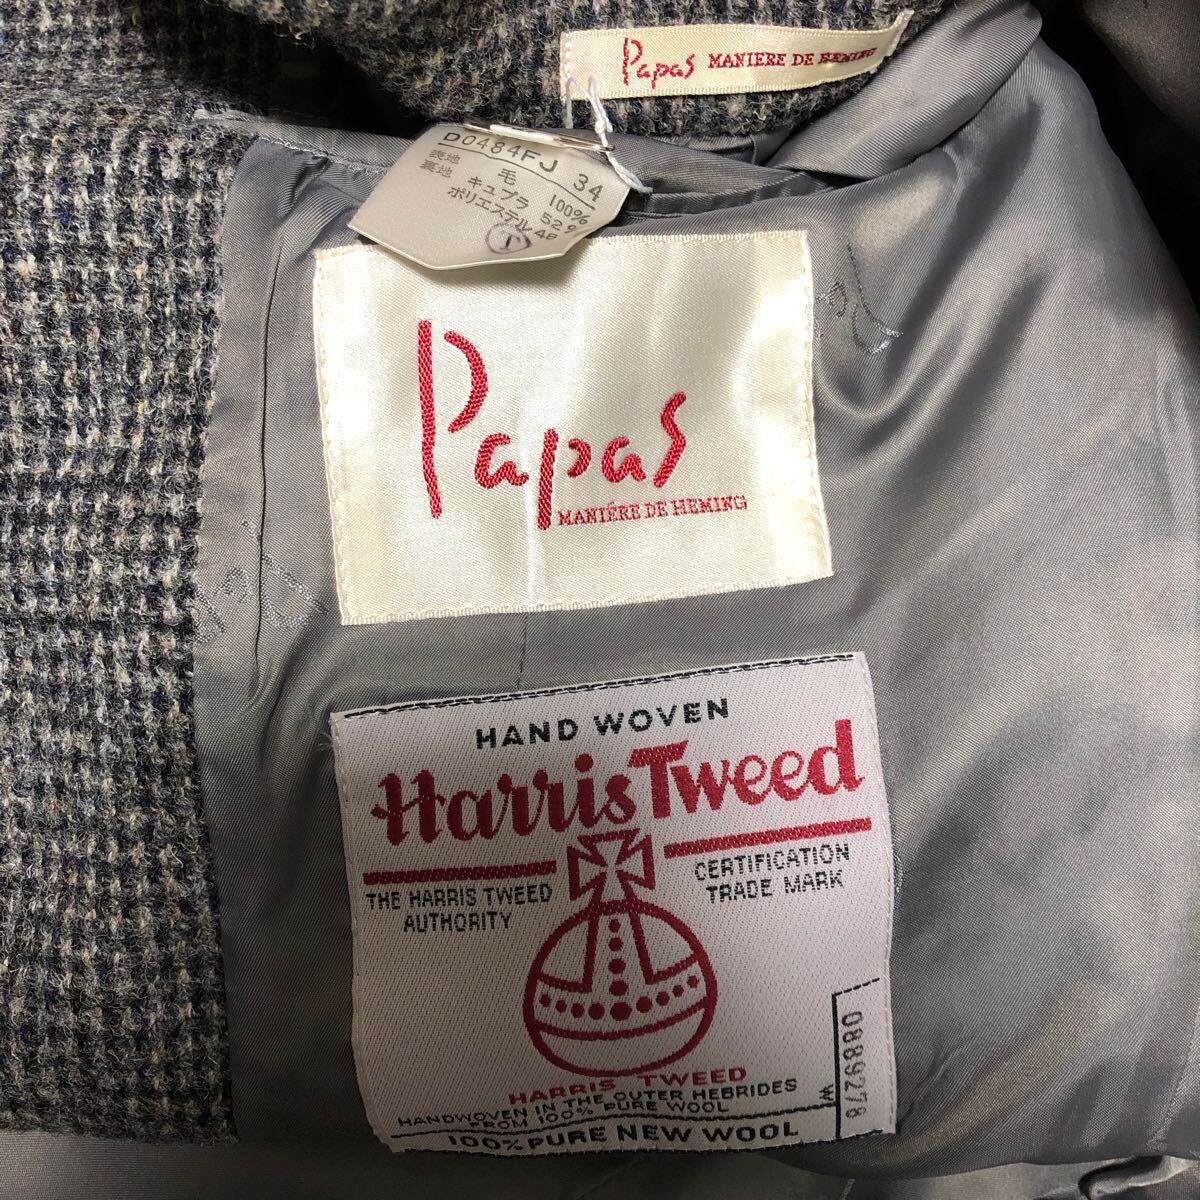 Papas MANIERE DE HEMING
D0484FJ 34
表地 毛 100%
裏地 キュプラ 52%
ポリエステル 48
T
Papas
MANIÉRE DE HEMING
HAND WOVEN
Harris Tweed
THE HARRIS TWEED
AUTHORITY
CERTIFICATION
TRADE MARK
HARRIS TWEED
HANDWOVEN IN THE OUTER HEBRIDES
FROM 100% PURE WOOL
100% PURE NEW WOOL
W
0889278